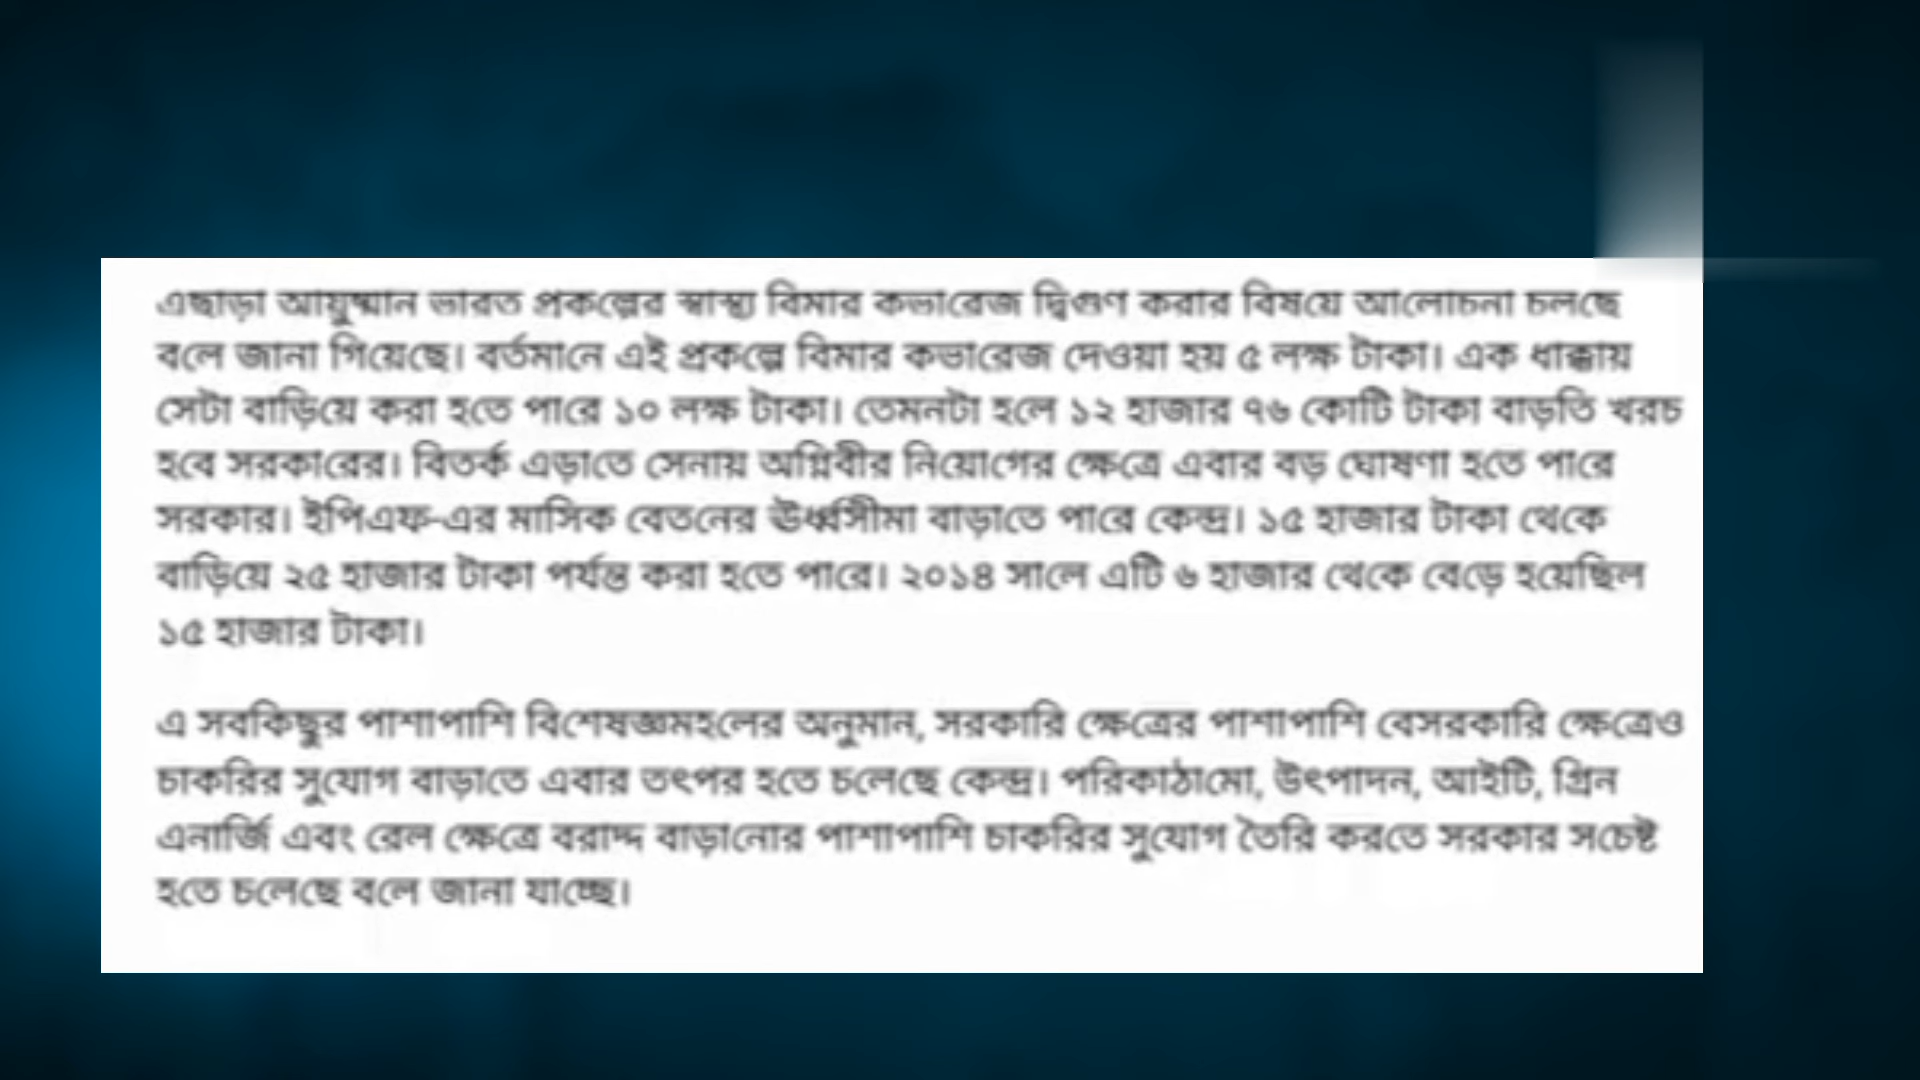 এছাড়া আয়ুষ্মান ভারত প্রকল্পের স্বাস্থ্য বিমার কভারেজ দ্বিগুণ করার বিষয়ে আলোচনা চলছে
বলে জানা গিয়েছে। বর্তমানে এই প্রকল্পে বিমার কভারেজ দেওয়া হয় ৫ লক্ষ টাকা। এক ধাক্কায়
সেটা বাড়িয়ে করা হতে পারে ১০ লক্ষ টাকা। তেমনটা হলে ১২ হাজার ৭৬ কোটি টাকা বাড়তি খরচ
হবে সরকারের। বিতর্ক এড়াতে সেনায় অগ্নিবীর নিয়োগের ক্ষেত্রে এবার বড় ঘোষণা হতে পারে
সরকার। ইপিএফ-এর মাসিক বেতনের ঊর্ধ্বসীমা বাড়াতে পারে কেন্দ্র। ১৫ হাজার টাকা থেকে
বাড়িয়ে ২৫ হাজার টাকা পর্যন্ত করা হতে পারে। ২০১৪ সালে এটি ৬ হাজার থেকে বেড়ে হয়েছিল
১৫ হাজার টাকা।
এ সবকিছুর পাশাপাশি বিশেষজ্ঞমহলের অনুমান, সরকারি ক্ষেত্রের পাশাপাশি বেসরকারি ক্ষেত্রেও
চাকরির সুযোগ বাড়াতে এবার তৎপর হতে চলেছে কেন্দ্র। পরিকাঠামো, উৎপাদন, আইটি, গ্রিন
এনার্জি এবং রেল ক্ষেত্রে বরাদ্দ বাড়ানোর পাশাপাশি চাকরির সুযোগ তৈরি করতে সরকার সচেষ্ট
হতে চলেছে বলে জানা যাচ্ছে।